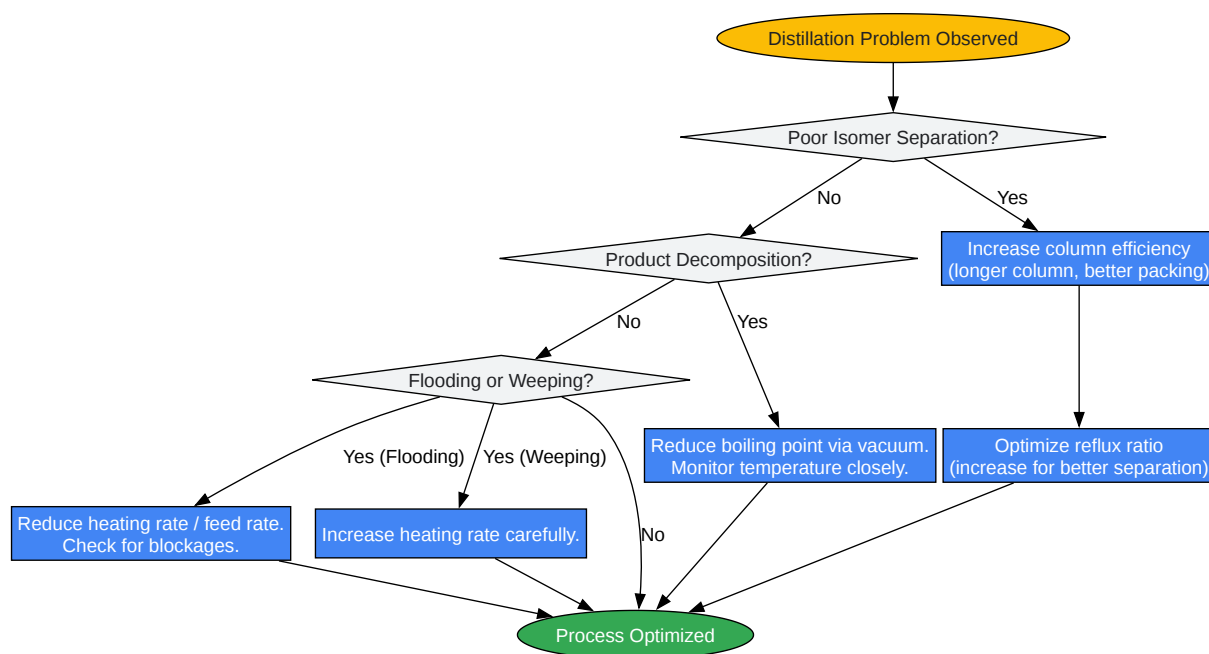 Distillation Problem Observed
Poor Isomer Separation?
No
Yes
Product Decomposition?
Increase column efficiency
(longer column, better packing)
No
Yes
Flooding or Weeping?
Yes (Flooding)
Yes (Weeping)
No
Reduce boiling point via vacuum.
Monitor temperature closely.
Optimize reflux ratio
(increase for better separation)
Reduce heating rate / feed rate.
Check for blockages.
Increase heating rate carefully.
Process Optimized